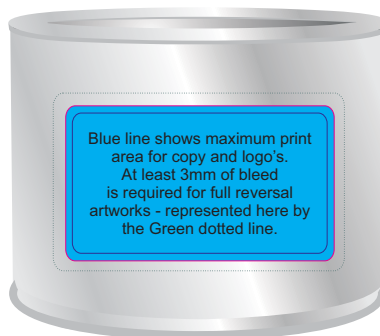 Blue line shows maximum print
area for copy and logo's.
At least 3mm of bleed
is required for full reversal
artworks - represented here by
the Green dotted line.